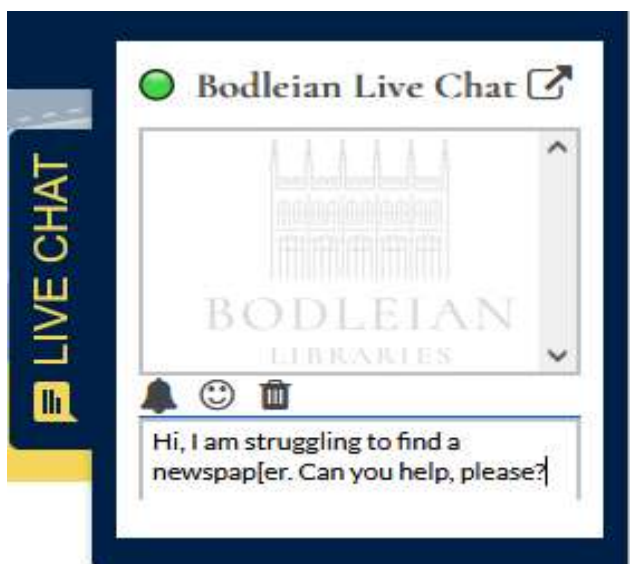 LIVE CHAT
Bodleian Live Chat
BODLEIAN
LIBRARIES
Hi, I am struggling to find a
newspap[er. Can you help, please?